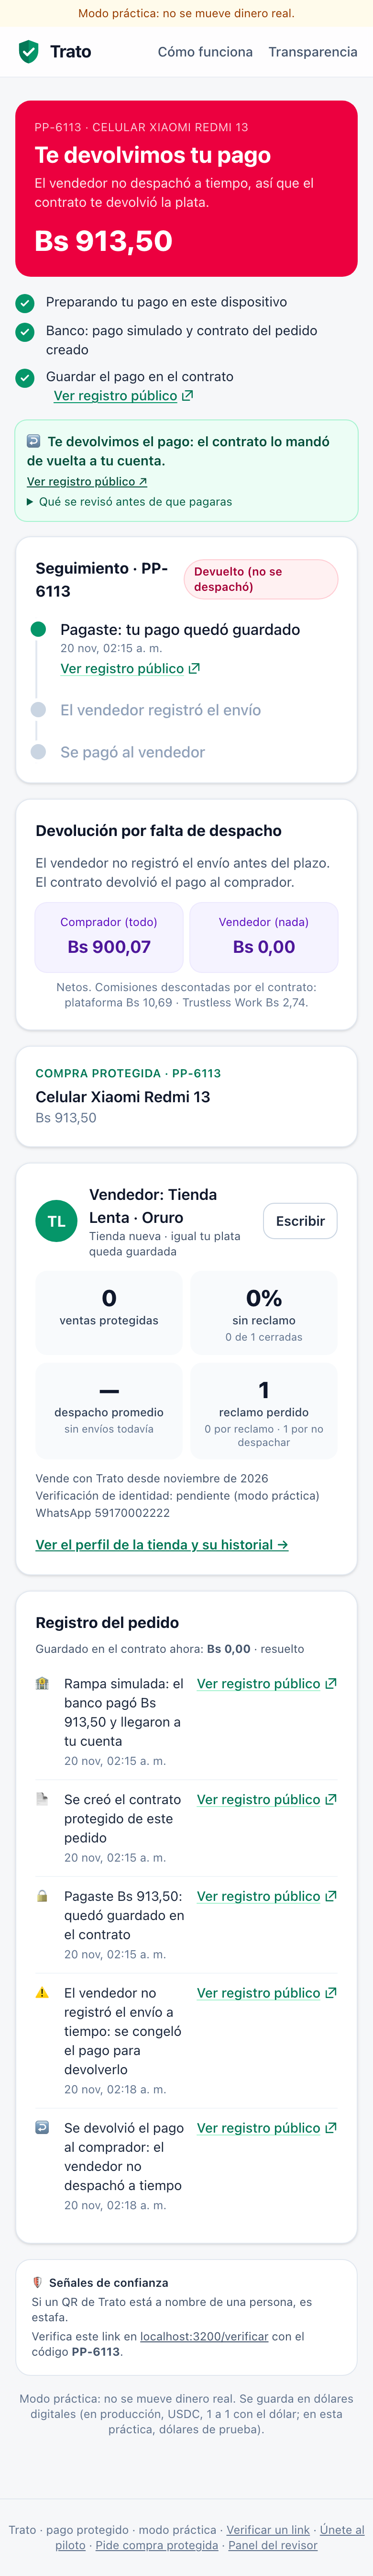 Modo práctica: no se mueve dinero real.
Trato
Cómo funciona
Transparencia
PP-6113 · CELULAR XIAOMI REDMI 13
Te devolvimos tu pago
El vendedor no despachó a tiempo, así que el
contrato te devolvió la plata.
Bs 913,50
Preparando tu pago en este dispositivo
Banco: pago simulado y contrato del pedido
creado
Guardar el pago en el contrato
Ver registro público
Te devolvimos el pago: el contrato lo mandó
de vuelta a tu cuenta.
Ver registro público ↗
▶ Qué se revisó antes de que pagaras
Seguimiento · PP-
6113
Devuelto (no se
despachó)
Pagaste: tu pago quedó guardado
20 nov, 02:15 a. m.
Ver registro público
El vendedor registró el envío
Se pagó al vendedor
Devolución por falta de despacho
El vendedor no registró el envío antes del plazo.
El contrato devolvió el pago al comprador.
Comprador (todo)
Bs 900,07
Vendedor (nada)
Bs 0,00
Netos. Comisiones descontadas por el contrato:
plataforma Bs 10,69 · Trustless Work Bs 2,74.
COMPRA PROTEGIDA · PP-6113
Celular Xiaomi Redmi 13
Bs 913,50
TL
Vendedor: Tienda
Lenta · Oruro
Tienda nueva · igual tu plata
queda guardada
Escribir
0
ventas protegidas
0%
sin reclamo
0 de 1 cerradas
—
despacho promedio
sin envíos todavía
1
reclamo perdido
0 por reclamo · 1 por no
despachar
Vende con Trato desde noviembre de 2026
Verificación de identidad: pendiente (modo práctica)
WhatsApp 59170002222
Ver el perfil de la tienda y su historial →
Registro del pedido
Guardado en el contrato ahora: Bs 0,00 · resuelto
Rampa simulada: el
banco pagó Bs
913,50 y llegaron a
tu cuenta
20 nov, 02:15 a. m.
Ver registro público
Se creó el contrato
protegido de este
pedido
20 nov, 02:15 a. m.
Ver registro público
Pagaste Bs 913,50:
quedó guardado en
el contrato
20 nov, 02:15 a. m.
Ver registro público
El vendedor no
registró el envío a
tiempo: se congeló
el pago para
devolverlo
20 nov, 02:18 a. m.
Ver registro público
Se devolvió el pago
al comprador: el
vendedor no
despachó a tiempo
20 nov, 02:18 a. m.
Ver registro público
Señales de confianza
Si un QR de Trato está a nombre de una persona, es
estafa.
Verifica este link en localhost:3200/verificar con el
código PP-6113.
Modo práctica: no se mueve dinero real. Se guarda en dólares
digitales (en producción, USDC, 1 a 1 con el dólar; en esta
práctica, dólares de prueba).
Trato · pago protegido · modo práctica · Verificar un link · Únete al
piloto · Pide compra protegida · Panel del revisor